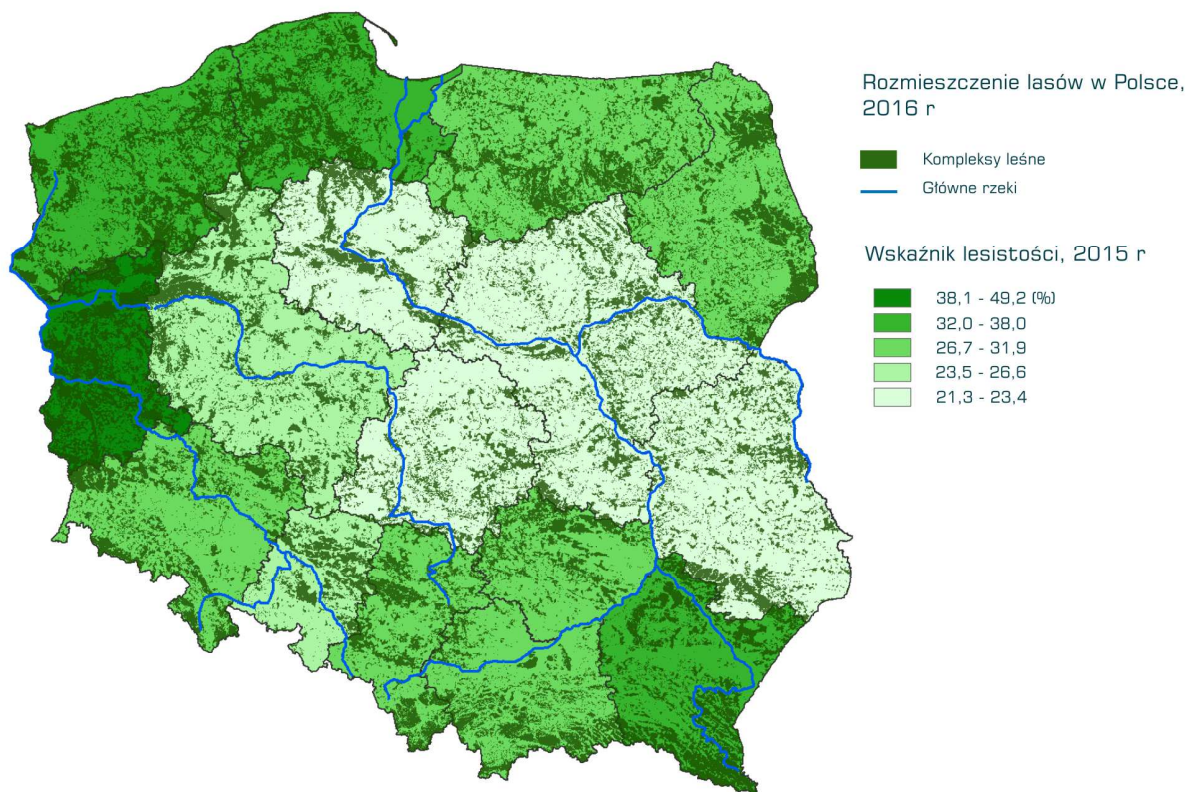 Rozmieszczenie lasów w Polsce,
2016 r
Kompleksy leśne
Główne rzeki
Wskaźnik lesistości, 2015 r
38,1 - 49,2 (%)
32,0 - 38,0
26,7 - 31,9
23,5 - 26,6
21,3 - 23,4